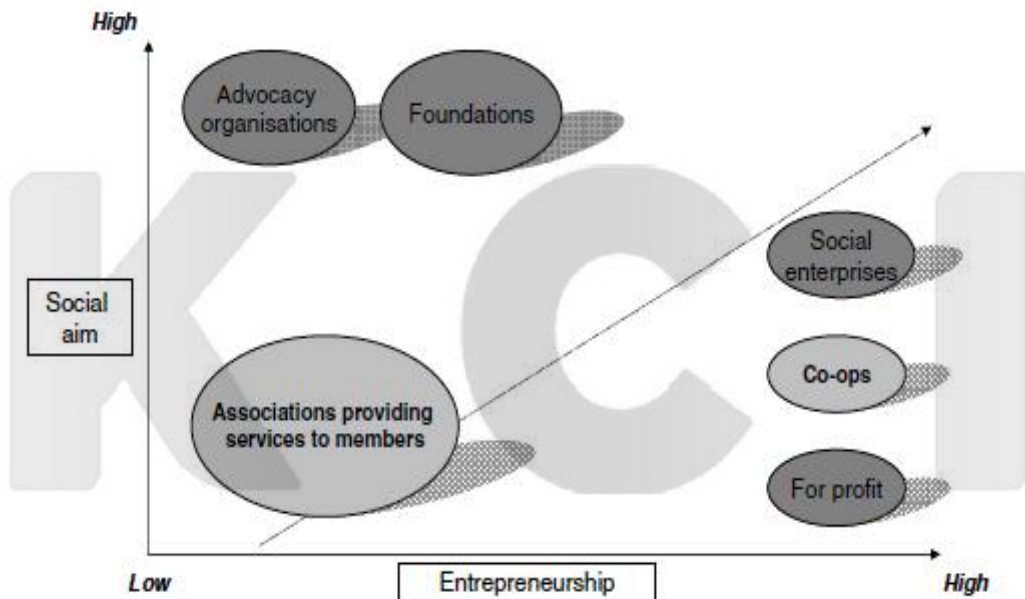 High
Advocacy
organisations
Foundations
Social
enterprises
Social
aim
Co-ops
Associations providing
services to members
For profit
Low
Entrepreneurship
High
KCI